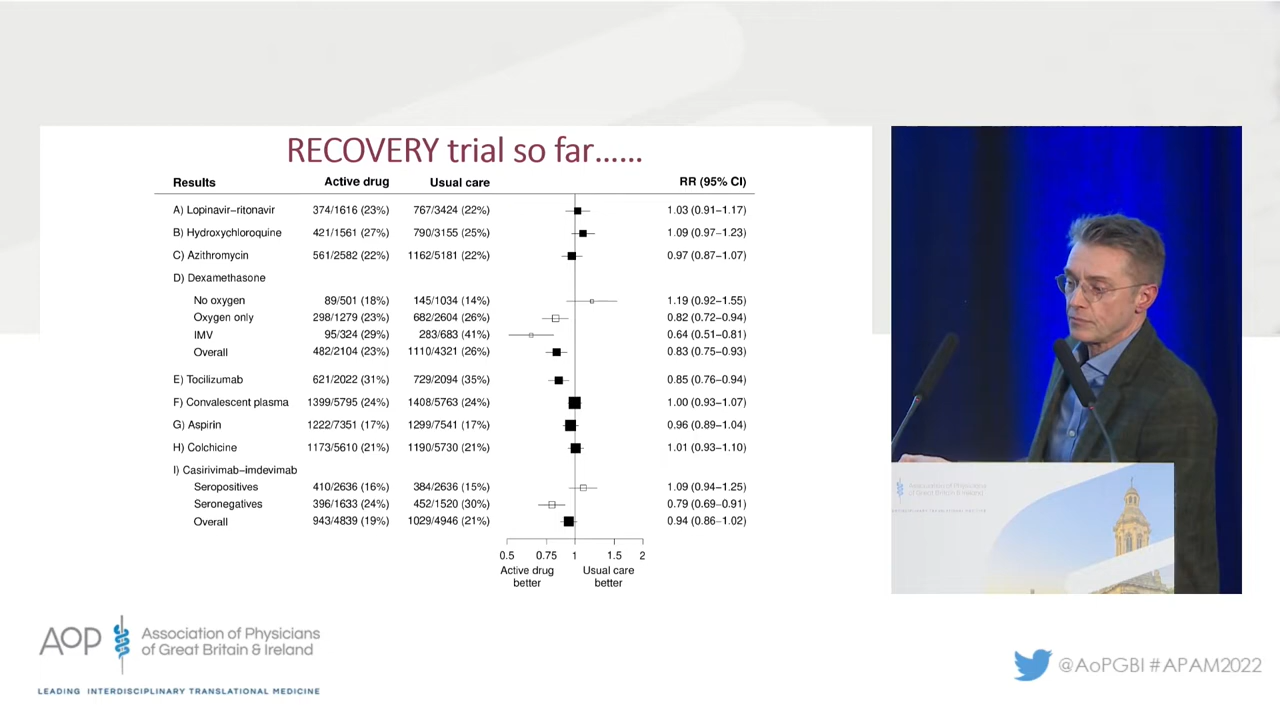 RECOVERY trial so far......
Results Active drug Usual care RR (95% CI)
A) Lopinavir–ritonavir 374/1616 (23%) 767/3424 (22%) 1.03 (0.91–1.17)
B) Hydroxychloroquine 421/1561 (27%) 790/3155 (25%) 1.09 (0.97–1.23)
C) Azithromycin 561/2582 (22%) 1162/5181 (22%) 0.97 (0.87–1.07)
D) Dexamethasone
No oxygen 89/501 (18%) 145/1034 (14%) 1.19 (0.92–1.55)
Oxygen only 298/1279 (23%) 682/2604 (26%) 0.82 (0.72–0.94)
IMV 95/324 (29%) 283/683 (41%) 0.64 (0.51–0.81)
Overall 482/2104 (23%) 1110/4321 (26%) 0.83 (0.75–0.93)
E) Tocilizumab 621/2022 (31%) 729/2094 (35%) 0.85 (0.76–0.94)
F) Convalescent plasma 1399/5795 (24%) 1408/5763 (24%) 1.00 (0.93–1.07)
G) Aspirin 1222/7351 (17%) 1299/7541 (17%) 0.96 (0.89–1.04)
H) Colchicine 1173/5610 (21%) 1190/5730 (21%) 1.01 (0.93–1.10)
I) Casirivimab–imdevimab
Seropositives 410/2636 (16%) 384/2636 (15%) 1.09 (0.94–1.25)
Seronegatives 396/1633 (24%) 452/1520 (30%) 0.79 (0.69–0.91)
Overall 943/4839 (19%) 1029/4946 (21%) 0.94 (0.86–1.02)
0.5 0.75 1 1.5 2
Active drug Usual care
better better
Association of Physicians
of Great Britain & Ireland
AOP
Association of Physicians
of Great Britain & Ireland
LEADING INTERDISCIPLINARY TRANSLATIONAL MEDICINE
@AoPGBI #APAM2022